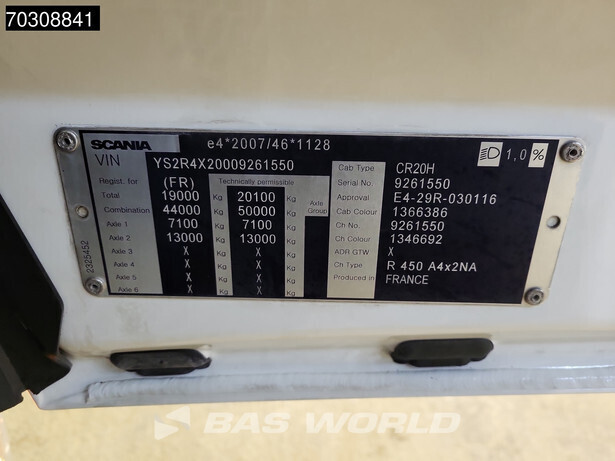 70308841
SCANIA
e4*2007/46*1128
VIN YS2R4X20009261550
Regist. for (FR) Technically permissible
Total 19000 Kg 20100 Kg Axle Group
Combination 44000 Kg 50000 Kg
Axle 1 7100 Kg 7100 Kg
Axle 2 13000 Kg 13000 Kg
Axle 3 X Kg X Kg
Axle 4 X Kg X Kg
Axle 5 X Kg X Kg
Axle 6 X Kg X Kg
2325452
1,0 %
Cab Type CR20H
Serial No. 9261550
Approval E4-29R-030116
Cab Colour 1366386
Ch No. 9261550
Ch Colour 1346692
ADR GTW X
Ch Type R 450 A4x2NA
Produced in FRANCE
BAS WORLD